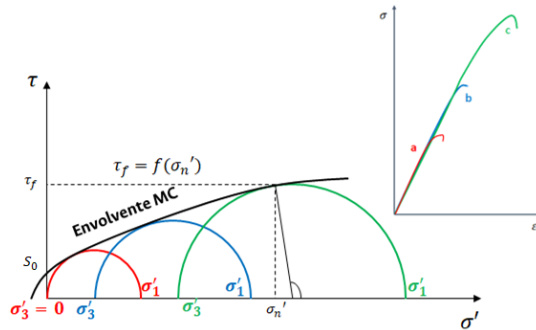 σ
c
b
a
ε
τ
τ_f = f(σ_n′)
τ_f
Envolvente MC
S_0
σ′_3 = 0
σ′_3
σ′_1
σ′_3
σ′_1
σ_n′
σ′_1
σ′